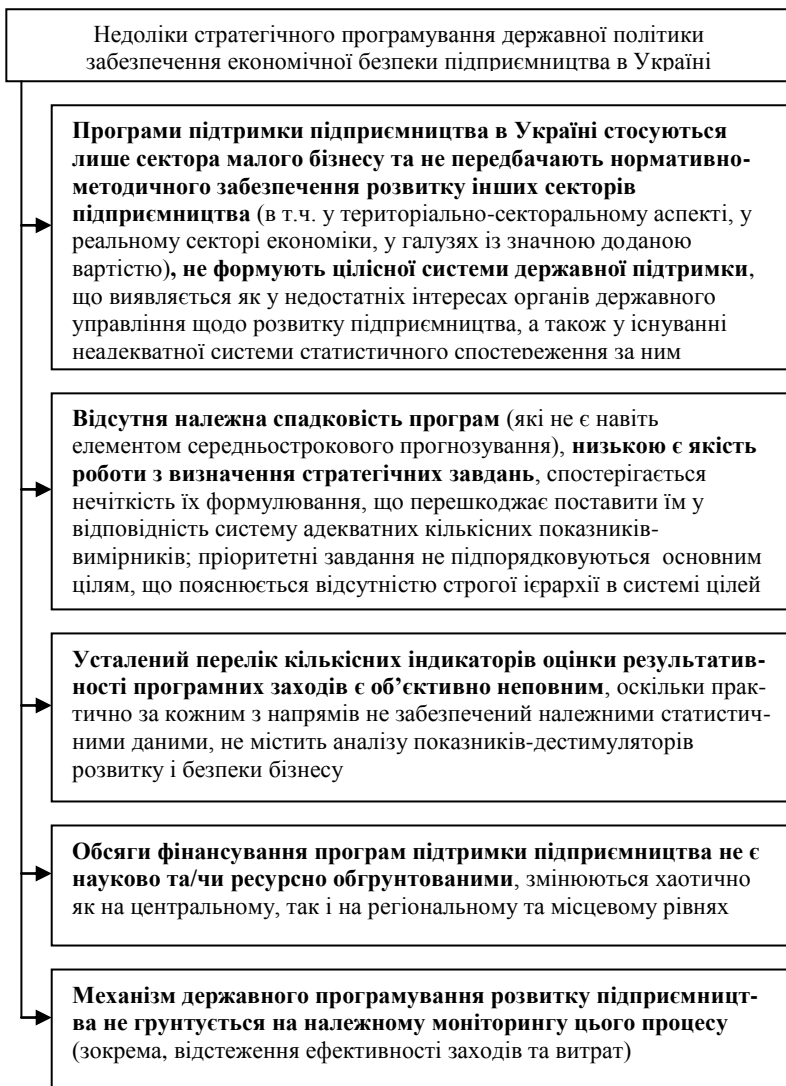 Недоліки стратегічного програмування державної політики
забезпечення економічної безпеки підприємництва в Україні
Програми підтримки підприємництва в Україні стосуються
лише сектора малого бізнесу та не передбачають нормативно-
методичного забезпечення розвитку інших секторів
підприємництва (в т.ч. у територіально-секторальному аспекті, у
реальному секторі економіки, у галузях із значною доданою
вартістю), не формують цілісної системи державної підтримки,
що виявляється як у недостатніх інтересах органів державного
управління щодо розвитку підприємництва, а також у існуванні
неадекватної системи статистичного спостереження за ним
Відсутня належна спадковість програм (які не є навіть
елементом середньострокового прогнозування), низькою є якість
роботи з визначення стратегічних завдань, спостерігається
нечіткість їх формулювання, що перешкоджає поставити їм у
відповідність систему адекватних кількісних показників-
вимірників; пріоритетні завдання не підпорядковуються основним
цілям, що пояснюється відсутністю строгої ієрархії в системі цілей
Усталений перелік кількісних індикаторів оцінки результатив-
ності програмних заходів є об’єктивно неповним, оскільки прак-
тично за кожним з напрямів не забезпечений належними статистич-
ними даними, не містить аналізу показників-дестимуляторів
розвитку і безпеки бізнесу
Обсяги фінансування програм підтримки підприємництва не є
науково та/чи ресурсно обгрунтованими, змінюються хаотично
як на центральному, так і на регіональному та місцевому рівнях
Механізм державного програмування розвитку підприємницт-
ва не грунтується на належному моніторингу цього процесу
(зокрема, відстеження ефективності заходів та витрат)